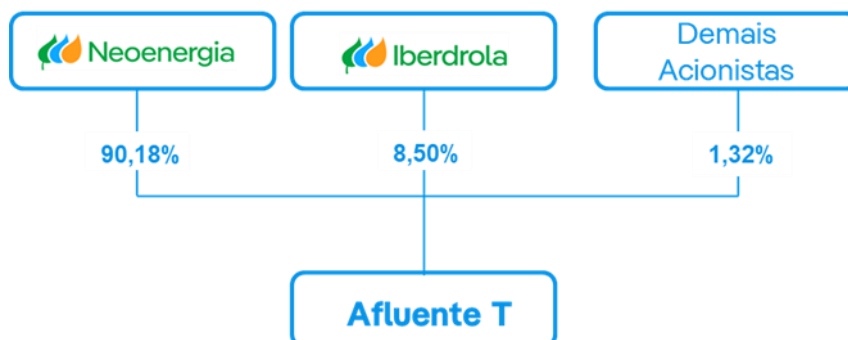 Neoenergia
Iberdrola
Demais
Acionistas
90,18%
8,50%
1,32%
Afluente T